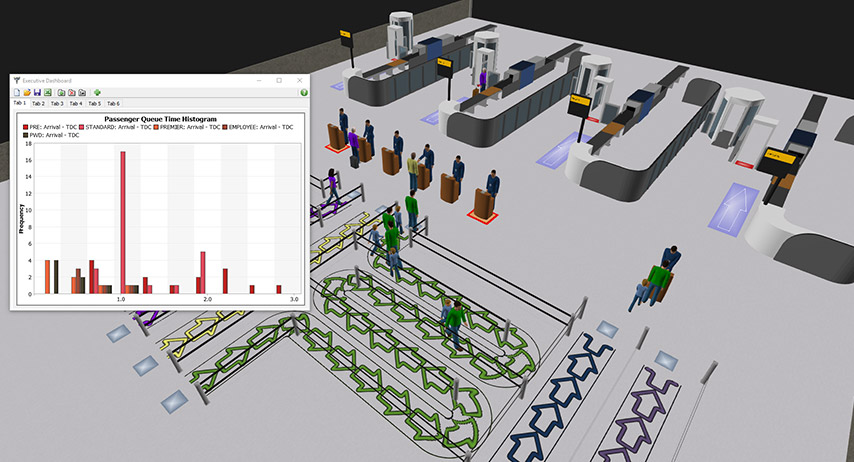 Executive Dashboard
Tab 1 Tab 2 Tab 3 Tab 4 Tab 5 Tab 6
Passenger Queue Time Histogram
PRE: Arrival - TDC STANDARD: Arrival - TDC PREMIER: Arrival - TDC EMPLOYEE: Arrival - TDC
PWD: Arrival - TDC
Frequency
18
16
14
12
10
8
6
4
2
0
1.0 2.0 3.0